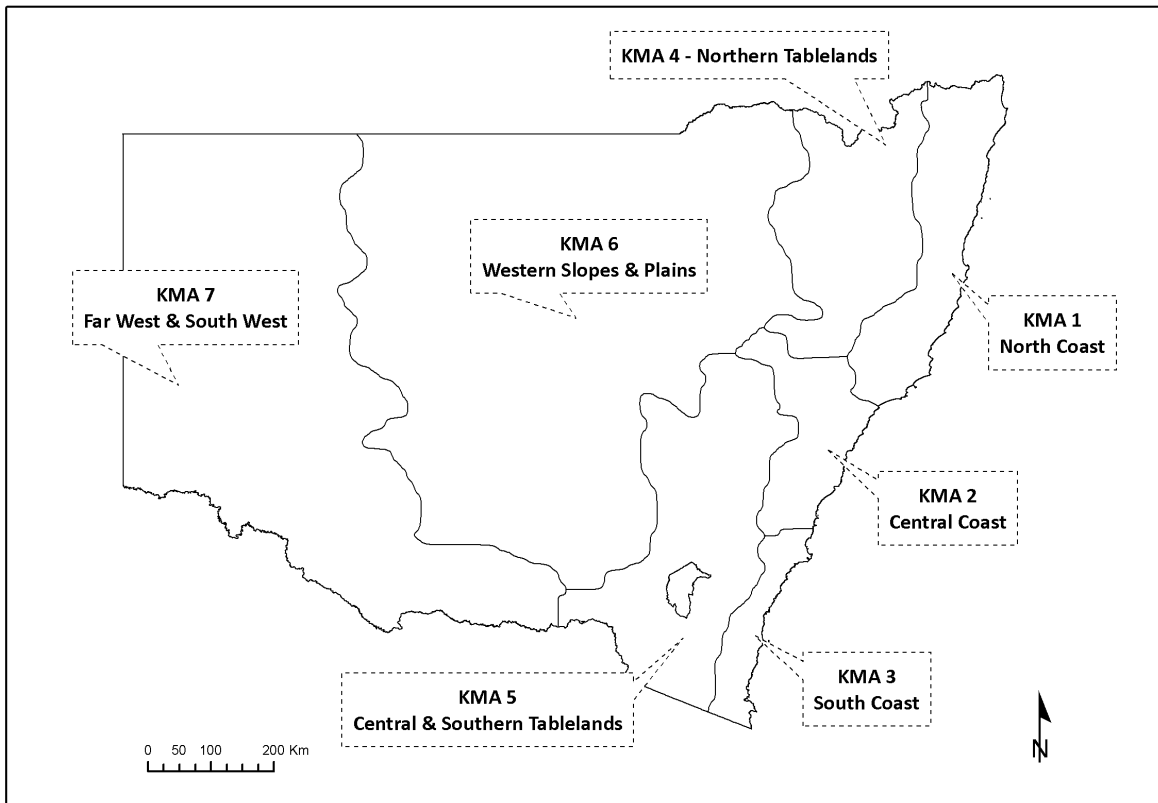 KMA 4 - Northern Tablelands
KMA 6
Western Slopes & Plains
KMA 7
Far West & South West
KMA 1
North Coast
KMA 2
Central Coast
KMA 3
South Coast
KMA 5
Central & Southern Tablelands
0 50 100 200 Km
N